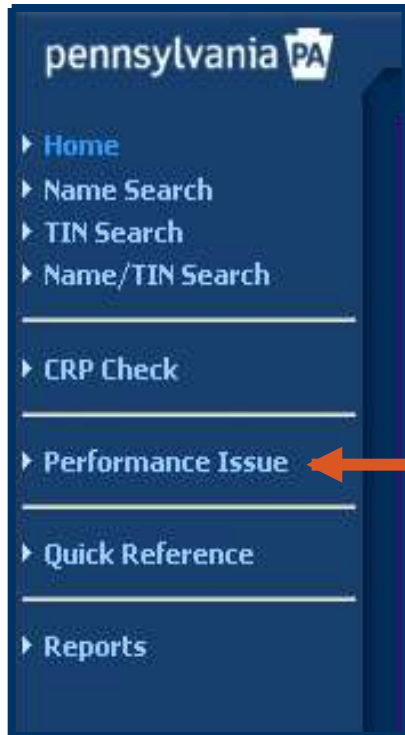 pennsylvania PA
Home
Name Search
TIN Search
Name/TIN Search
CRP Check
Performance Issue
Quick Reference
Reports